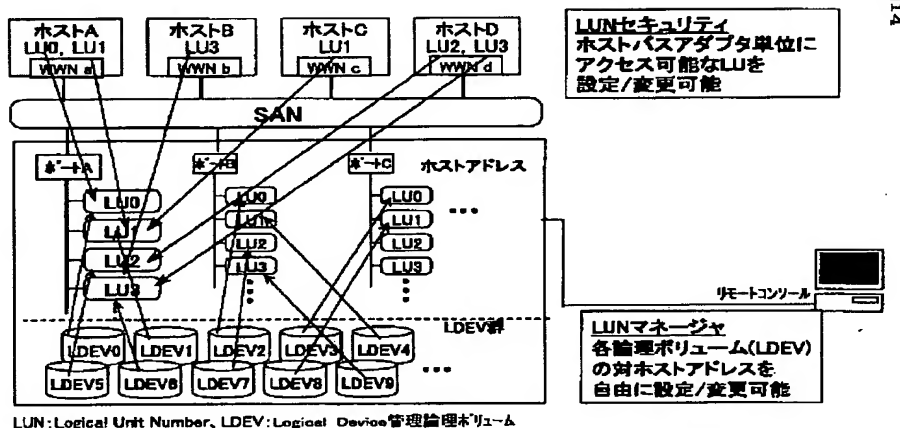 14
ホストA
LU0, LU1
WWN a
ホストB
LU3
WWN b
ホストC
LU1
WWN c
ホストD
LU2, LU3
WWN d
LUNセキュリティ
ホストバスアダプタ単位に
アクセス可能なLUを
設定/変更可能
SAN
ポートA
ポートB
ポートC
ホストアドレス
LU0
LU1
LU2
LU3
LU0
LU1
LU2
LU3
LU0
LU1
LU2
LU3
リモートコンソール
LDEV群
LDEV0
LDEV1
LDEV2
LDEV3
LDEV4
LDEV5
LDEV6
LDEV7
LDEV8
LDEV9
LUNマネージャ
各論理ボリューム(LDEV)
の対ホストアドレスを
自由に設定/変更可能
LUN:Logical Unit Number、LDEV:Logical Device管理論理ボリューム